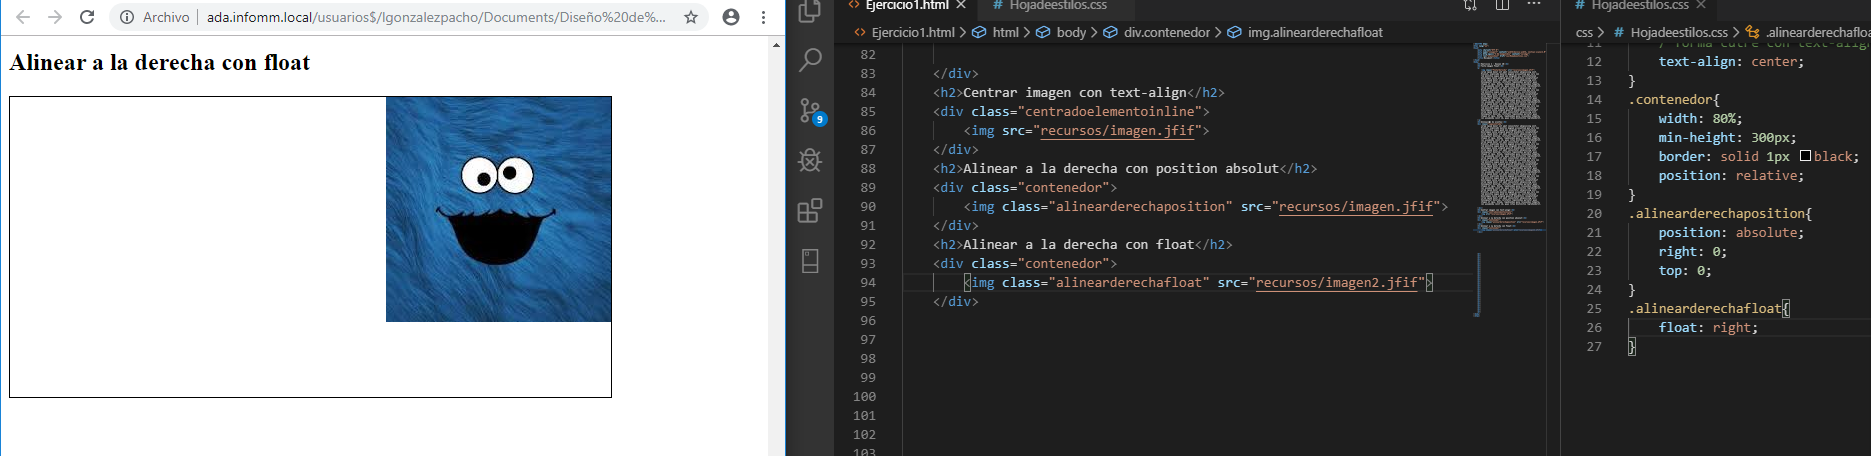 Archivo | ada.infomm.local/usuarios$/lgonzalezpacho/Documents/Diseño%20de%...
Alinear a la derecha con float
9
Ejercicio1.html
# Hojadeestilos.css
Ejercicio1.html > html > body > div.contenedor > img.alinearderechafloat
82
83 </div>
84 <h2>Centrar imagen con text-align</h2>
85 <div class="centradoelementoinline">
86 <img src="recursos/imagen.jfif">
87 </div>
88 <h2>Alinear a la derecha con position absolut</h2>
89 <div class="contenedor">
90 <img class="alinearderechaposition" src="recursos/imagen.jfif">
91 </div>
92 <h2>Alinear a la derecha con float</h2>
93 <div class="contenedor">
94 <img class="alinearderechafloat" src="recursos/imagen2.jfif">
95 </div>
96
97
98
99
100
101
102
103
# Hojadeestilos.css
css > # Hojadeestilos.css > .alinearderechafloa
11 / forma cutre con text-align
12 text-align: center;
13 }
14 .contenedor{
15 width: 80%;
16 min-height: 300px;
17 border: solid 1px black;
18 position: relative;
19 }
20 .alinearderechaposition{
21 position: absolute;
22 right: 0;
23 top: 0;
24 }
25 .alinearderechafloat{
26 float: right;
27 }